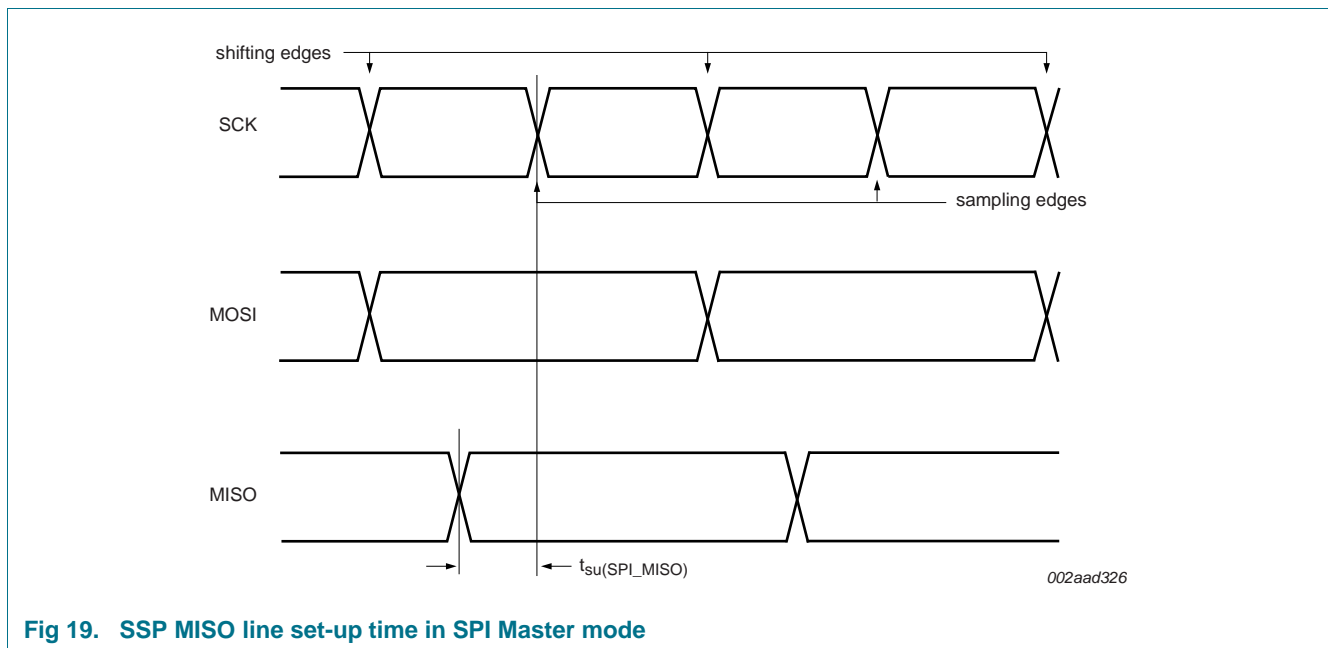 shifting edges
SCK
sampling edges
MOSI
MISO
tsu(SPI_MISO)
002aad326
Fig 19. SSP MISO line set-up time in SPI Master mode